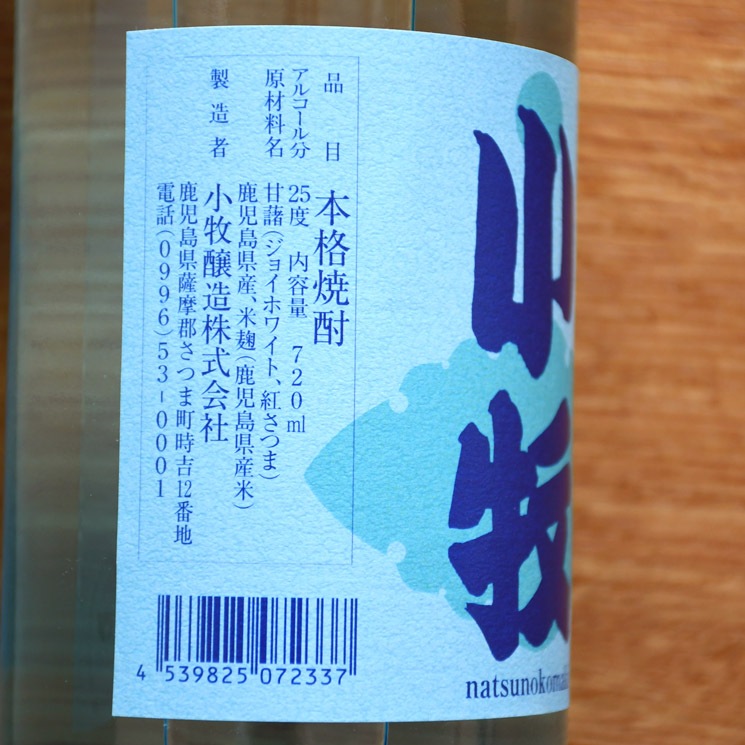 小牧
natsunokomaki
品目 本格焼酎
アルコール分 25度 内容量 720ml
原材料名 甘藷(ジョイホワイト、紅さつま)
鹿児島県産、米麹(鹿児島県産米)
製造者 小牧醸造株式会社
鹿児島県薩摩郡さつま町時吉12番地
電話(0996)53-0001
4 539825 072337